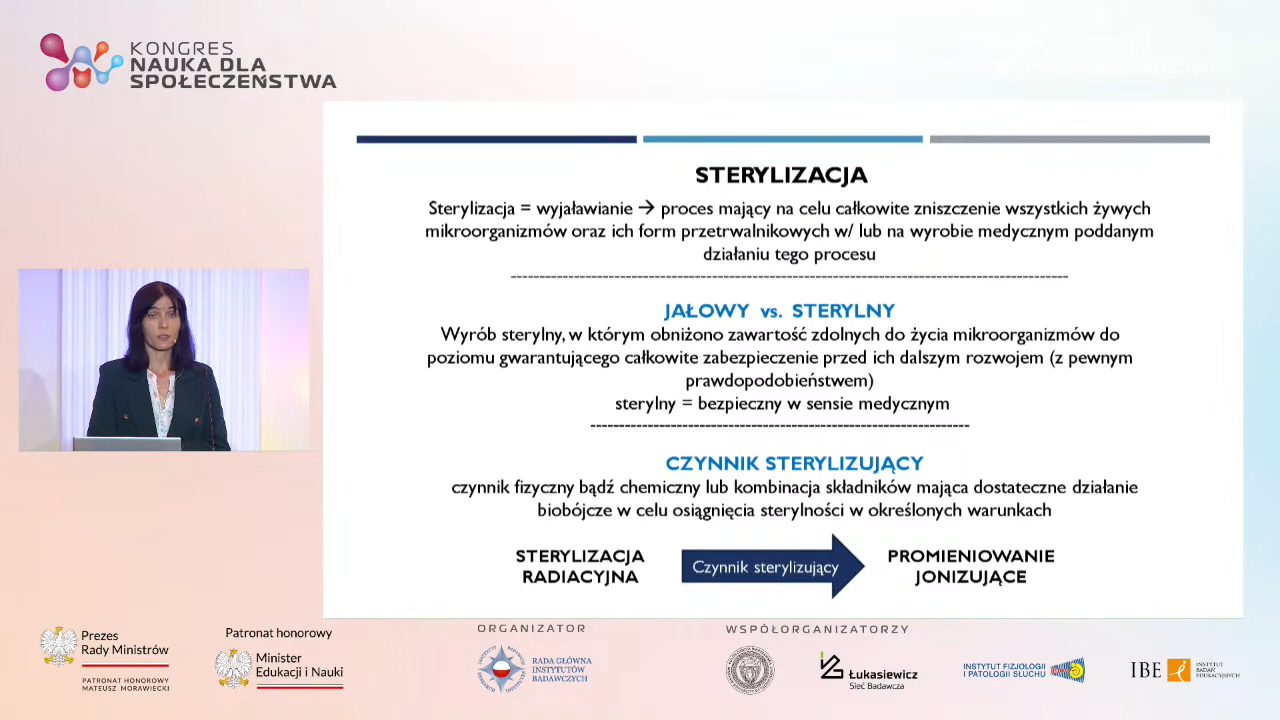 KONGRES
NAUKA DLA
SPOŁECZEŃSTWA
STERYLIZACJA
Sterylizacja = wyjaławianie → proces mający na celu całkowite zniszczenie wszystkich żywych
mikroorganizmów oraz ich form przetrwalnikowych w/ lub na wyrobie medycznym poddanym
działaniu tego procesu
JAŁOWY vs. STERYLNY
Wyrób sterylny, w którym obniżono zawartość zdolnych do życia mikroorganizmów do
poziomu gwarantującego całkowite zabezpieczenie przed ich dalszym rozwojem (z pewnym
prawdopodobieństwem)
sterylny = bezpieczny w sensie medycznym
CZYNNIK STERYLIZUJĄCY
czynnik fizyczny bądź chemiczny lub kombinacja składników mająca dostateczne działanie
biobójcze w celu osiągnięcia sterylności w określonych warunkach
STERYLIZACJA
RADIACYJNA
Czynnik sterylizujący
PROMIENIOWANIE
JONIZUJĄCE
Prezes
Rady Ministrów
PATRONAT HONOROWY
MATEUSZ MORAWIECKI
Patronat honorowy
Minister
Edukacji i Nauki
ORGANIZATOR
RADA GŁÓWNA
INSTYTUTÓW
BADAWCZYCH
WSPÓŁORGANIZATORZY
Łukasiewicz
Sieć Badawcza
INSTYTUT FIZJOLOGII
I PATOLOGII SŁUCHU
IBE
INSTYTUT
BADAŃ
EDUKACYJNYCH